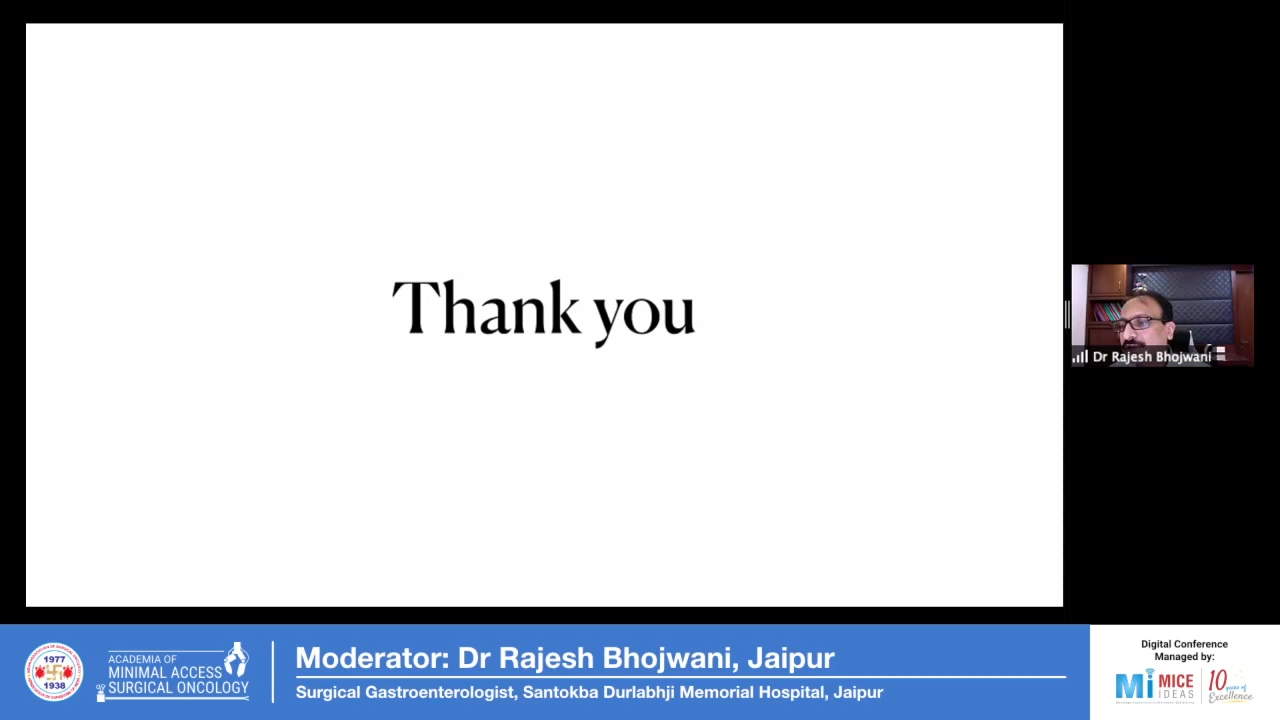 Thank you
Dr Rajesh Bhojwani
1977
1938
ACADEMIA OF
MINIMAL ACCESS
SURGICAL ONCOLOGY
Moderator: Dr Rajesh Bhojwani, Jaipur
Surgical Gastroenterologist, Santokba Durlabhji Memorial Hospital, Jaipur
Digital Conference
Managed by:
Mi MICE
IDEAS
10 years of
Excellence